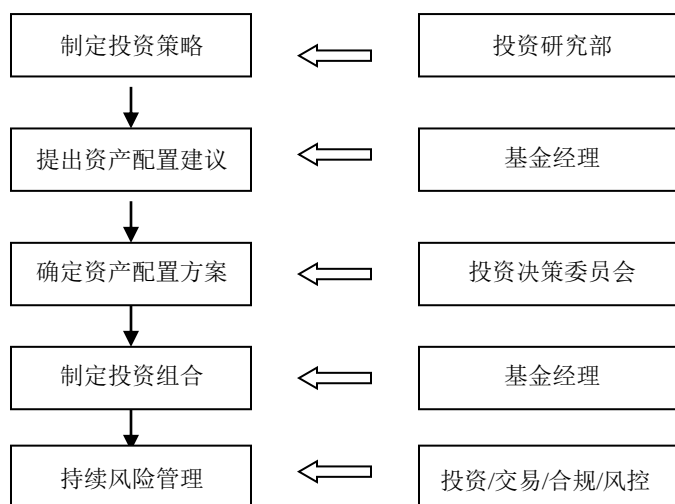 制定投资策略
投资研究部
提出资产配置建议
基金经理
确定资产配置方案
投资决策委员会
制定投资组合
基金经理
持续风险管理
投资/交易/合规/风控